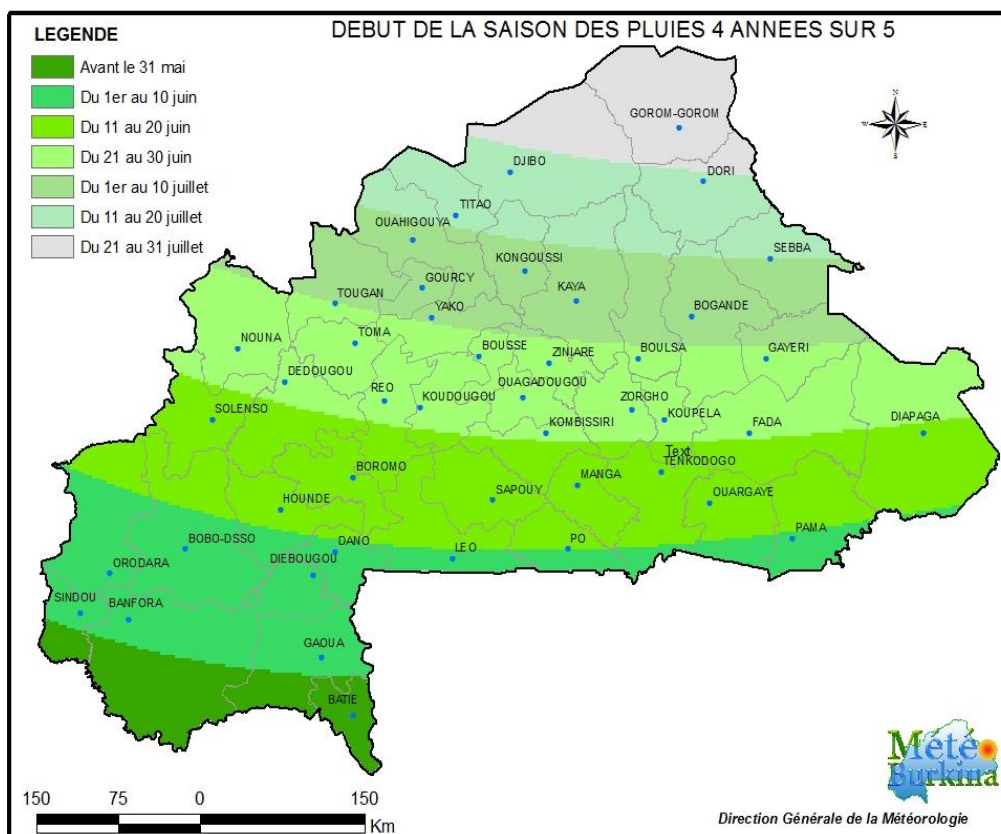 DEBUT DE LA SAISON DES PLUIES 4 ANNEES SUR 5
LEGENDE
Avant le 31 mai
Du 1er au 10 juin
Du 11 au 20 juin
Du 21 au 30 juin
Du 1er au 10 juillet
Du 11 au 20 juillet
Du 21 au 31 juillet
N
W E
S
GOROM-GOROM
DJIBO
DORI
TITAO
OUAHIGOUYA
SEBBA
KONGOUSSI
GOURCY
KAYA
TOUGAN
YAKO
BOGANDE
NOUNA
TOMA
BOUSSE
ZINIARE
BOULSA
GAYERI
DEDOUGOU
REO
KOUDOUGOU
OUAGADOUGOU
ZORGHO
SOLENSO
KOMBISSIRI
KOUPELA
FADA
DIAPAGA
Text
TENKODOGO
BOROMO
MANGA
HOUNDE
SAPOUY
OUARGAYE
PAMA
BOBO-DSSO
DANO
LEO
PO
DIEBOUGOU
ORODARA
SINDOU
BANFORA
GAOUA
BATIE
Météo
Burkina
150 75 0 150
Km
Direction Générale de la Météorologie